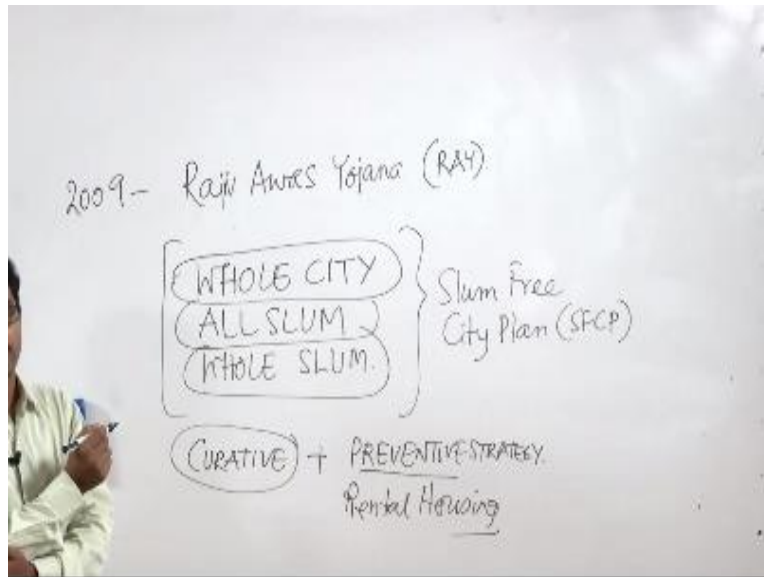 2009- Rajiv Awas Yojana (RAY)
WHOLE CITY
ALL SLUM
WHOLE SLUM.
Slum Free
City Plan (SFCP)
CURATIVE + PREVENTIVE STRATEGY.
Rental Housing